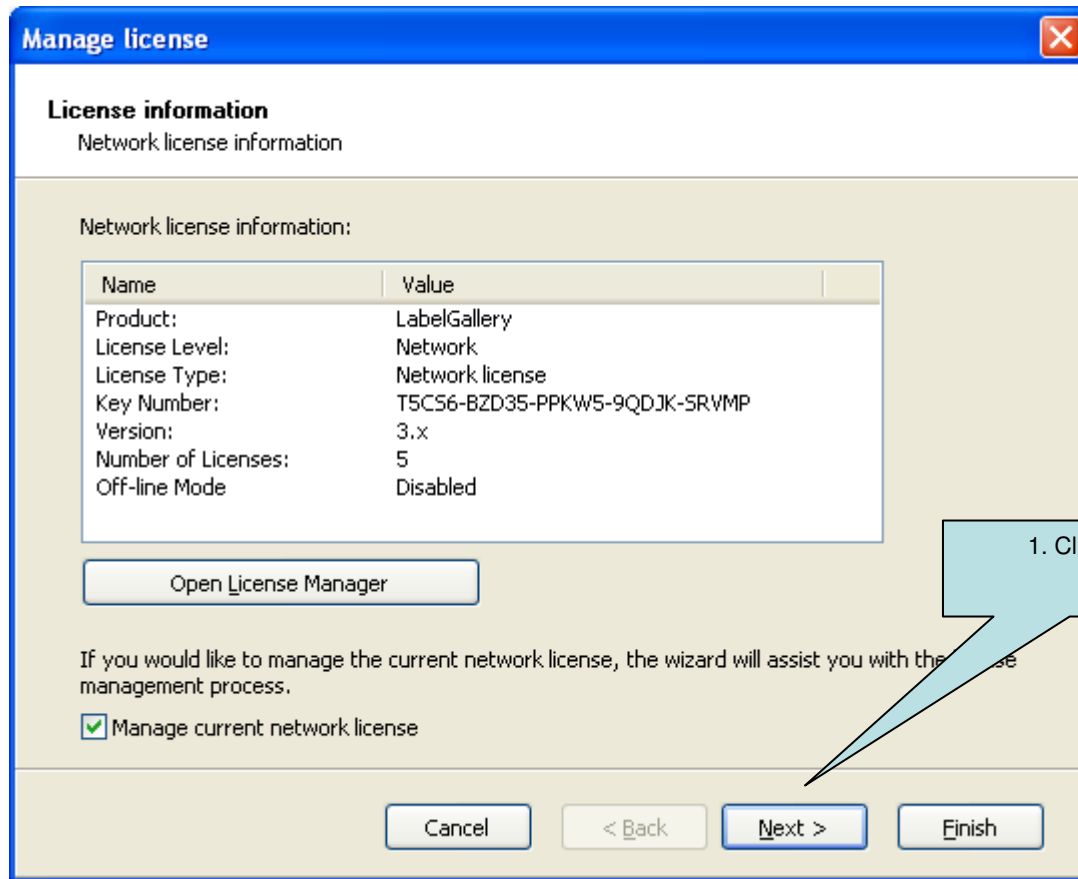 Manage license
License information
Network license information
Network license information:
Name Value
Product: LabelGallery
License Level: Network
License Type: Network license
Key Number: T5CS6-BZD35-PPKW5-9QDJK-SRVMP
Version: 3.x
Number of Licenses: 5
Off-line Mode Disabled
1. Cl
Open License Manager
If you would like to manage the current network license, the wizard will assist you with the
management process.
Manage current network license
Cancel < Back Next > Finish